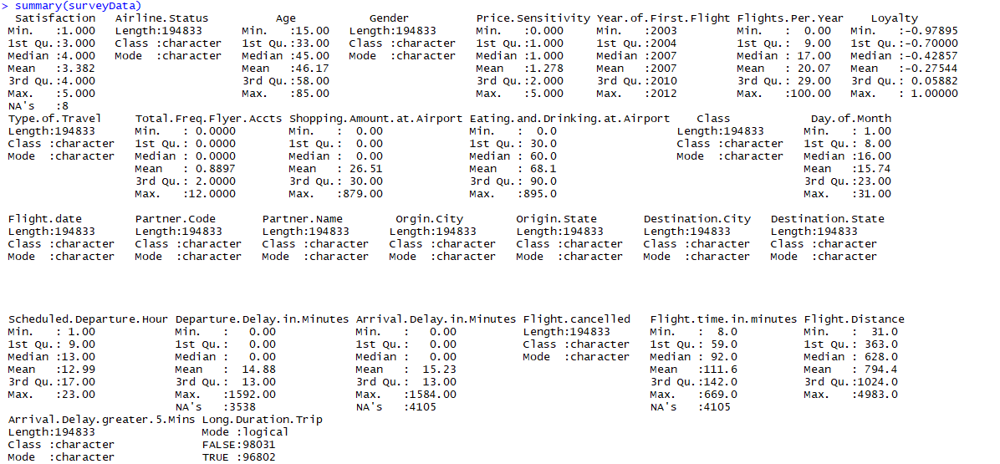 > summary(surveyData)
  Satisfaction   Airline.Status          Age           Gender           Price.Sensitivity Year.of.First.Flight Flights.Per.Year    Loyalty
 Min.   :1.000   Length:194833      Min.   :15.00   Length:194833      Min.   :0.000     Min.   :2003         Min.   :  0.00   Min.   :-0.97895
 1st Qu.:3.000   Class :character   1st Qu.:33.00   Class :character   1st Qu.:1.000     1st Qu.:2004         1st Qu.:  9.00   1st Qu.:-0.70000
 Median :4.000   Mode  :character   Median :45.00   Mode  :character   Median :1.000     Median :2007         Median : 17.00   Median :-0.42857
 Mean   :3.382                      Mean   :46.17                      Mean   :1.278     Mean   :2007         Mean   : 20.07   Mean   :-0.27544
 3rd Qu.:4.000                      3rd Qu.:58.00                      3rd Qu.:2.000     3rd Qu.:2010         3rd Qu.: 29.00   3rd Qu.: 0.05882
 Max.   :5.000                      Max.   :85.00                      Max.   :5.000     Max.   :2012         Max.   :100.00   Max.   : 1.00000
 NA's   :8
 Type.of.Travel     Total.Freq.Flyer.Accts Shopping.Amount.at.Airport Eating.and.Drinking.at.Airport    Class            Day.of.Month
 Length:194833      Min.   : 0.0000        Min.   :  0.00             Min.   :  0.0                  Length:194833      Min.   : 1.00
 Class :character   1st Qu.: 0.0000        1st Qu.:  0.00             1st Qu.: 30.0                  Class :character   1st Qu.: 8.00
 Mode  :character   Median : 0.0000        Median :  0.00             Median : 60.0                  Mode  :character   Median :16.00
                    Mean   : 0.8897        Mean   : 26.51             Mean   : 68.1                                     Mean   :15.74
                    3rd Qu.: 2.0000        3rd Qu.: 30.00             3rd Qu.: 90.0                                     3rd Qu.:23.00
                    Max.   :12.0000        Max.   :879.00             Max.   :895.0                                     Max.   :31.00
 Flight.date        Partner.Code       Partner.Name        Orgin.City        Origin.State       Destination.City   Destination.State
 Length:194833      Length:194833      Length:194833      Length:194833      Length:194833      Length:194833      Length:194833
 Class :character   Class :character   Class :character   Class :character   Class :character   Class :character   Class :character
 Mode  :character   Mode  :character   Mode  :character   Mode  :character   Mode  :character   Mode  :character   Mode  :character
 Scheduled.Departure.Hour Departure.Delay.in.Minutes Arrival.Delay.in.Minutes Flight.cancelled   Flight.time.in.minutes Flight.Distance
 Min.   : 1.00            Min.   :   0.00            Min.   :   0.00          Length:194833      Min.   :  8.0          Min.   :  31.0
 1st Qu.: 9.00            1st Qu.:   0.00            1st Qu.:   0.00          Class :character   1st Qu.: 59.0          1st Qu.: 363.0
 Median :13.00            Median :   0.00            Median :   0.00          Mode  :character   Median : 92.0          Median : 628.0
 Mean   :12.99            Mean   :  14.88            Mean   :  15.23                             Mean   :111.6          Mean   : 794.4
 3rd Qu.:17.00            3rd Qu.:  13.00            3rd Qu.:  13.00                             3rd Qu.:142.0          3rd Qu.:1024.0
 Max.   :23.00            Max.   :1592.00            Max.   :1584.00                             Max.   :669.0          Max.   :4983.0
                          NA's   :3538               NA's   :4105                                NA's   :4105
 Arrival.Delay.greater.5.Mins Long.Duration.Trip
 Length:194833                Mode :logical
 Class :character             FALSE:98031
 Mode  :character             TRUE :96802